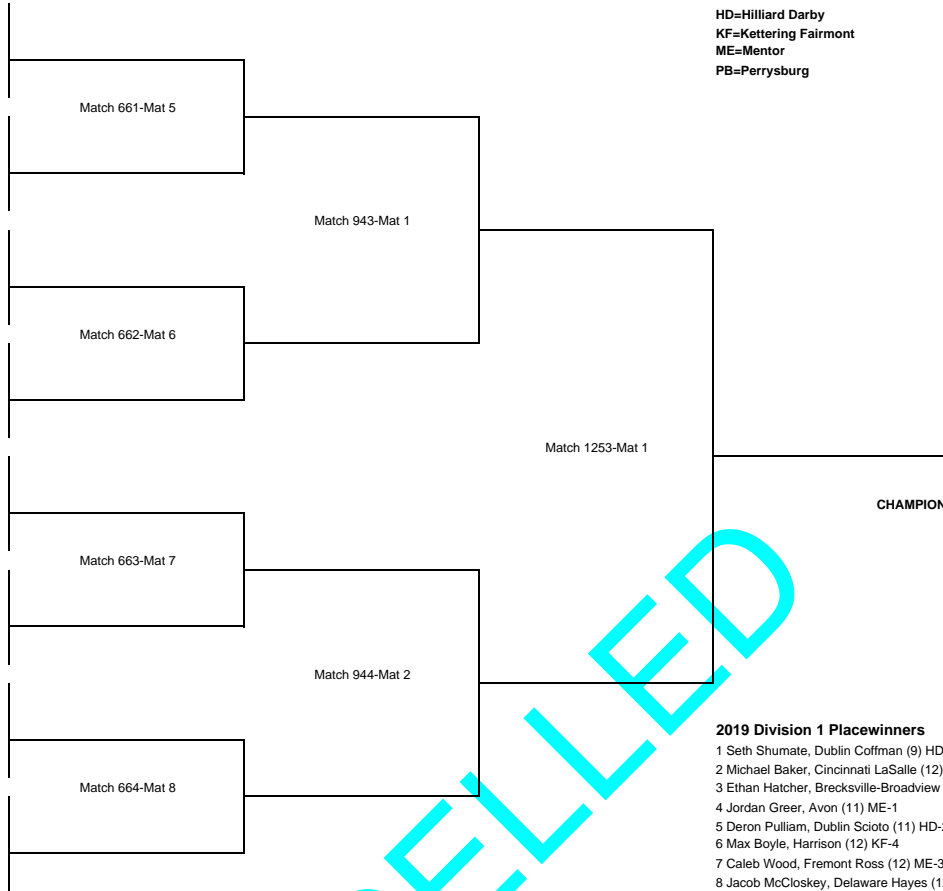 HD=Hilliard Darby
KF=Kettering Fairmont
ME=Mentor
PB=Perrysburg
Match 661-Mat 5
Match 943-Mat 1
Match 662-Mat 6
Match 1253-Mat 1
CHAMPION
Match 663-Mat 7
Match 944-Mat 2
Match 664-Mat 8
ELLED
2019 Division 1 Placewinners
1 Seth Shumate, Dublin Coffman (9) HD
2 Michael Baker, Cincinnati LaSalle (12)
3 Ethan Hatcher, Brecksville-Broadview
4 Jordan Greer, Avon (11) ME-1
5 Deron Pulliam, Dublin Scioto (11) HD-
6 Max Boyle, Harrison (12) KF-4
7 Caleb Wood, Fremont Ross (12) ME-3
8 Jacob McCloskey, Delaware Hayes (1